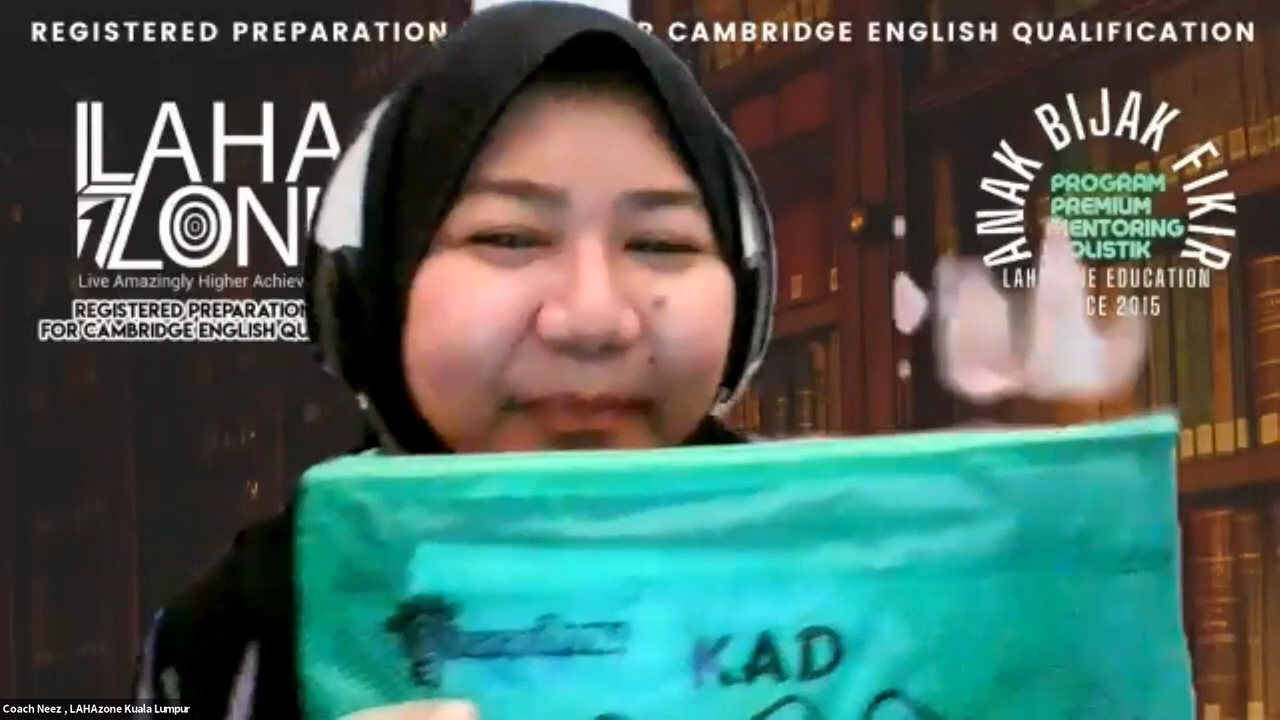 REGISTERED PREPARATION R CAMBRIDGE ENGLISH QUALIFICATION
LAHA
ZON
Live Amazingly Higher Achiev
REGISTERED PREPARATION
FOR CAMBRIDGE ENGLISH QU
ANAK BIJAK FIKIR
PROGRAM
PREMIUM
MENTORING
OLISTIK
LAH NE EDUCATION
CE 2015
KAD
Coach Neez , LAHAzone Kuala Lumpur